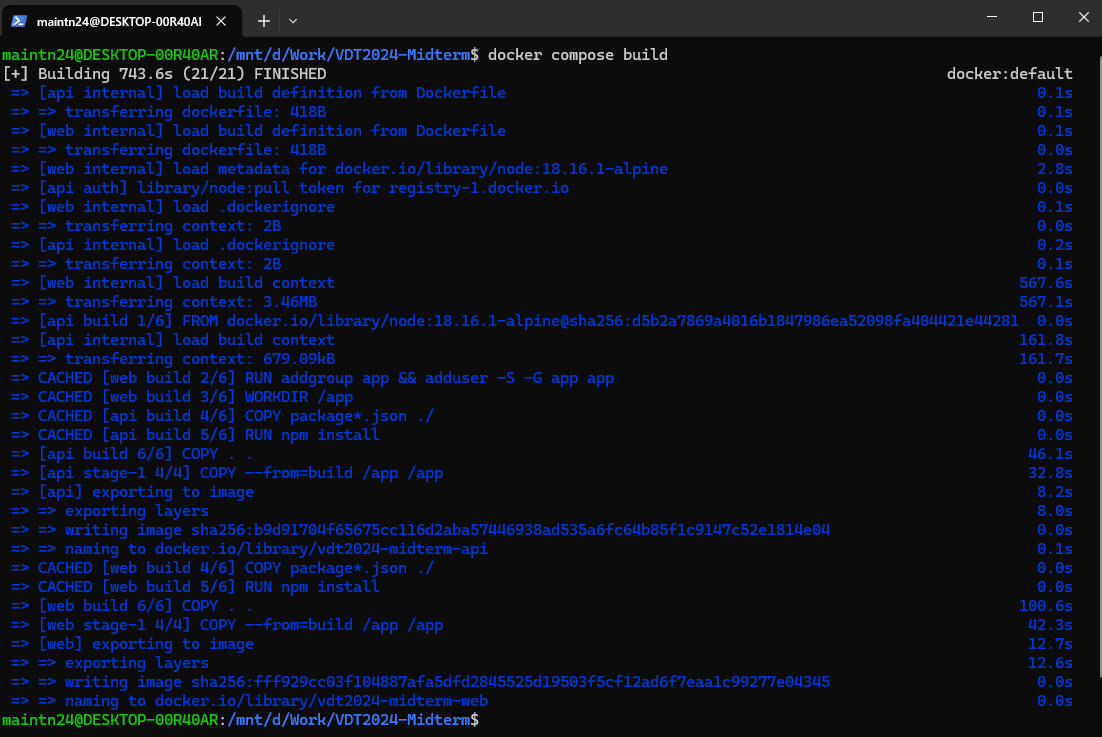 maintn24@DESKTOP-00R40AI
maintn24@DESKTOP-00R40AR:/mnt/d/Work/VDT2024-Midterm$ docker compose build
[+] Building 743.6s (21/21) FINISHED docker:default
=> [api internal] load build definition from Dockerfile 0.1s
=> => transferring dockerfile: 418B 0.1s
=> [web internal] load build definition from Dockerfile 0.1s
=> => transferring dockerfile: 418B 0.0s
=> [web internal] load metadata for docker.io/library/node:18.16.1-alpine 2.8s
=> [api auth] library/node:pull token for registry-1.docker.io 0.0s
=> [web internal] load .dockerignore 0.1s
=> => transferring context: 2B 0.0s
=> [api internal] load .dockerignore 0.2s
=> => transferring context: 2B 0.1s
=> [web internal] load build context 567.6s
=> => transferring context: 3.46MB 567.1s
=> [api build 1/6] FROM docker.io/library/node:18.16.1-alpine@sha256:d5b2a7869a4016b1847986ea52098fa404421e44281 0.0s
=> [api internal] load build context 161.8s
=> => transferring context: 679.09kB 161.7s
=> CACHED [web build 2/6] RUN addgroup app && adduser -S -G app app 0.0s
=> CACHED [web build 3/6] WORKDIR /app 0.0s
=> CACHED [api build 4/6] COPY package*.json ./ 0.0s
=> CACHED [api build 5/6] RUN npm install 0.0s
=> [api build 6/6] COPY . . 46.1s
=> [api stage-1 4/4] COPY --from=build /app /app 32.8s
=> [api] exporting to image 8.2s
=> => exporting layers 8.0s
=> => writing image sha256:b9d91704f65675cc116d2aba57446938ad535a6fc64b85f1c9147c52e1814e04 0.0s
=> => naming to docker.io/library/vdt2024-midterm-api 0.1s
=> CACHED [web build 4/6] COPY package*.json ./ 0.0s
=> CACHED [web build 5/6] RUN npm install 0.0s
=> [web build 6/6] COPY . . 100.6s
=> [web stage-1 4/4] COPY --from=build /app /app 42.3s
=> [web] exporting to image 12.7s
=> => exporting layers 12.6s
=> => writing image sha256:fff929cc03f104887afa5dfd2845525d19503f5cf12ad6f7eaa1c99277e04345 0.0s
=> => naming to docker.io/library/vdt2024-midterm-web 0.0s
maintn24@DESKTOP-00R40AR:/mnt/d/Work/VDT2024-Midterm$